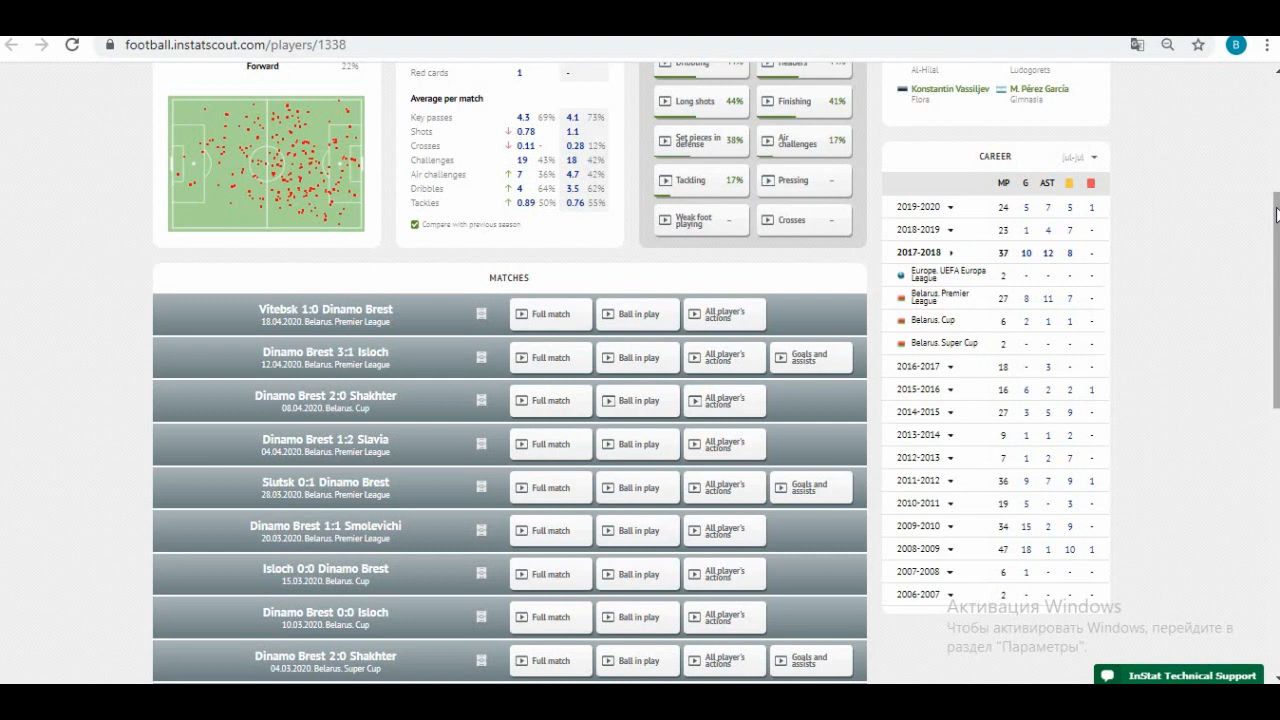 football.instatscout.com/players/1338
B
Forward 22%
Red cards 1 -
Average per match
Key passes 4.3 69% 4.1 73%
Shots ↓ 0.78 1.1
Crosses ↓ 0.11 - 0.28 12%
Challenges 19 43% 18 42%
Air challenges ↑ 7 36% 4.7 42%
Dribbles ↑ 4 64% 3.5 62%
Tackles ↑ 0.89 50% 0.76 55%
Compare with previous season
Dribbling
Headers
Long shots 44%
Finishing 41%
Set pieces in defense 38%
Air challenges 17%
Tackling 17%
Pressing -
Weak foot playing -
Crosses -
Al-Hilal
Ludogorets
Konstantin Vassiljev
Flora
M. Pérez García
Gimnasia
MATCHES
Vitebsk 1:0 Dinamo Brest
18.04.2020. Belarus. Premier League
Full match Ball in play All player's actions
Dinamo Brest 3:1 Isloch
12.04.2020. Belarus. Premier League
Full match Ball in play All player's actions Goals and assists
Dinamo Brest 2:0 Shakhter
08.04.2020. Belarus. Cup
Full match Ball in play All player's actions
Dinamo Brest 1:2 Slavia
04.04.2020. Belarus. Premier League
Full match Ball in play All player's actions
Slutsk 0:1 Dinamo Brest
28.03.2020. Belarus. Premier League
Full match Ball in play All player's actions Goals and assists
Dinamo Brest 1:1 Smolevichi
20.03.2020. Belarus. Premier League
Full match Ball in play All player's actions
Isloch 0:0 Dinamo Brest
15.03.2020. Belarus. Cup
Full match Ball in play All player's actions
Dinamo Brest 0:0 Isloch
10.03.2020. Belarus. Cup
Full match Ball in play All player's actions
Dinamo Brest 2:0 Shakhter
04.03.2020. Belarus. Super Cup
Full match Ball in play All player's actions Goals and assists
CAREER jul-jul
MP G AST
2019-2020 24 5 7 5 1
2018-2019 23 1 4 7 -
2017-2018 37 10 12 8 -
Europe. UEFA Europa League 2 - - - -
Belarus. Premier League 27 8 11 7 -
Belarus. Cup 6 2 1 1 -
Belarus. Super Cup 2 - - - -
2016-2017 18 - 3 - -
2015-2016 16 6 2 2 1
2014-2015 27 3 5 9 -
2013-2014 9 1 1 2 -
2012-2013 7 1 2 7 -
2011-2012 36 9 7 9 1
2010-2011 19 5 - 3 -
2009-2010 34 15 2 9 -
2008-2009 47 18 1 10 1
2007-2008 6 1 - - -
2006-2007 2 - - - -
Активация Windows
Чтобы активировать Windows, перейдите в
раздел "Параметры".
InStat Technical Support